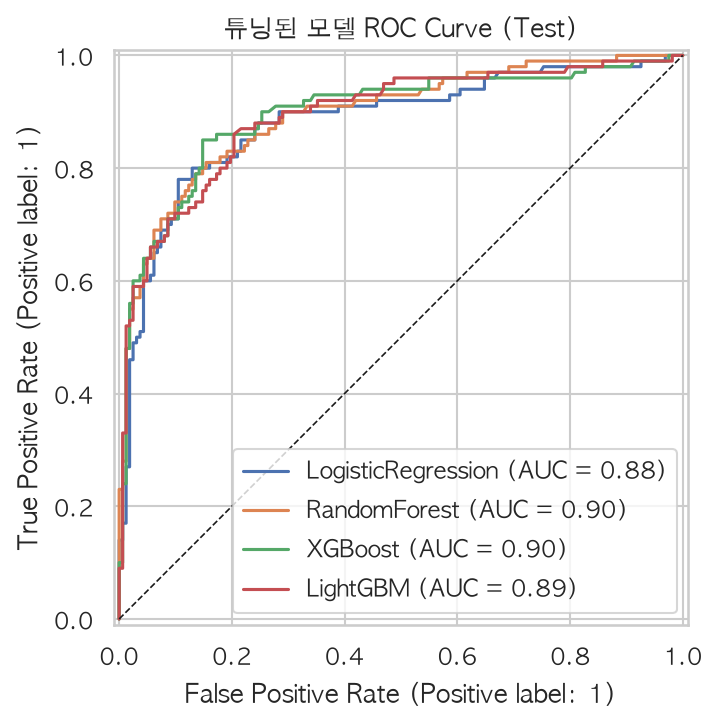 튜닝된 모델 ROC Curve (Test)
True Positive Rate (Positive label: 1)
1.0
0.8
0.6
0.4
0.2
0.0
LogisticRegression (AUC = 0.88)
RandomForest (AUC = 0.90)
XGBoost (AUC = 0.90)
LightGBM (AUC = 0.89)
0.0 0.2 0.4 0.6 0.8 1.0
False Positive Rate (Positive label: 1)